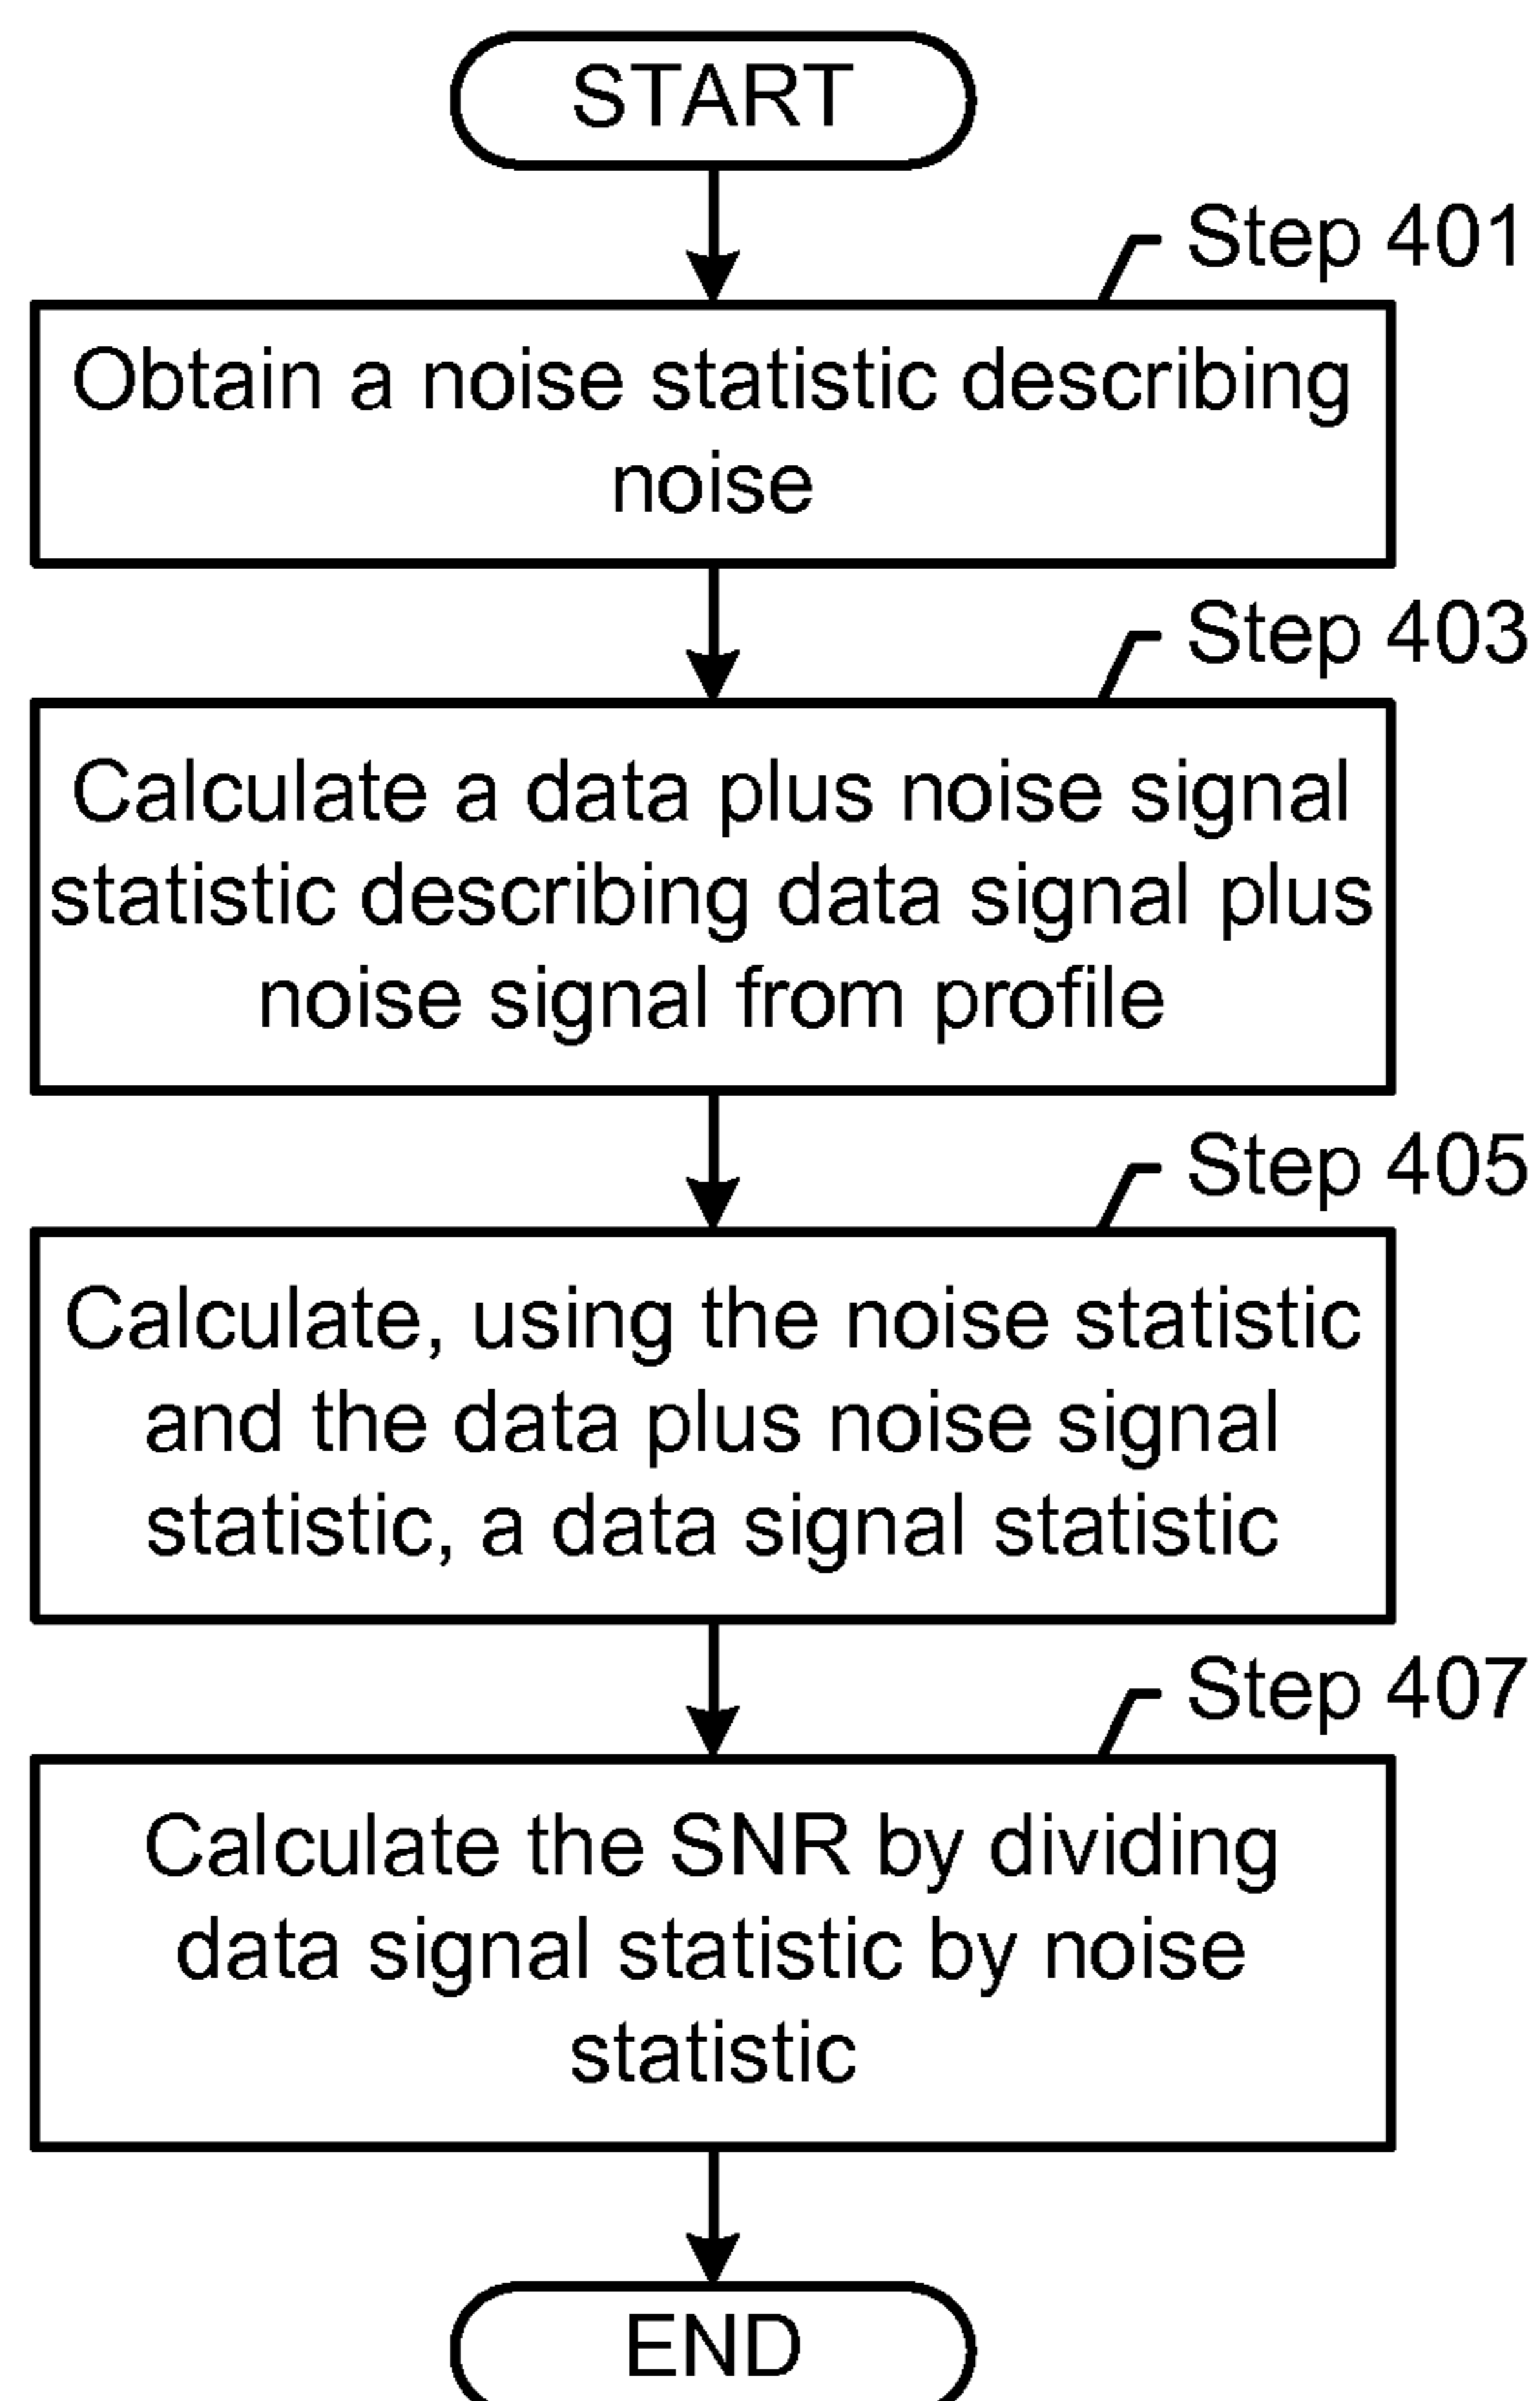 START
Step 401
Obtain a noise statistic describing
noise
Step 403
Calculate a data plus noise signal
statistic describing data signal plus
noise signal from profile
Step 405
Calculate, using the noise statistic
and the data plus noise signal
statistic, a data signal statistic
Step 407
Calculate the SNR by dividing
data signal statistic by noise
statistic
END